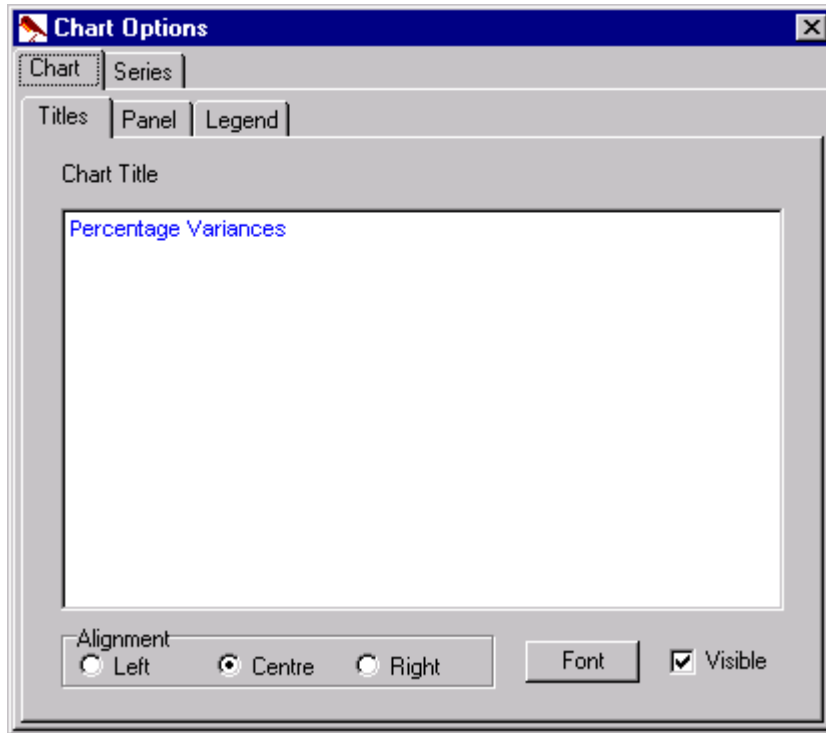 Chart Options
Chart Series
Titles Panel Legend
Chart Title
Percentage Variances
Alignment
Left Centre Right Font Visible